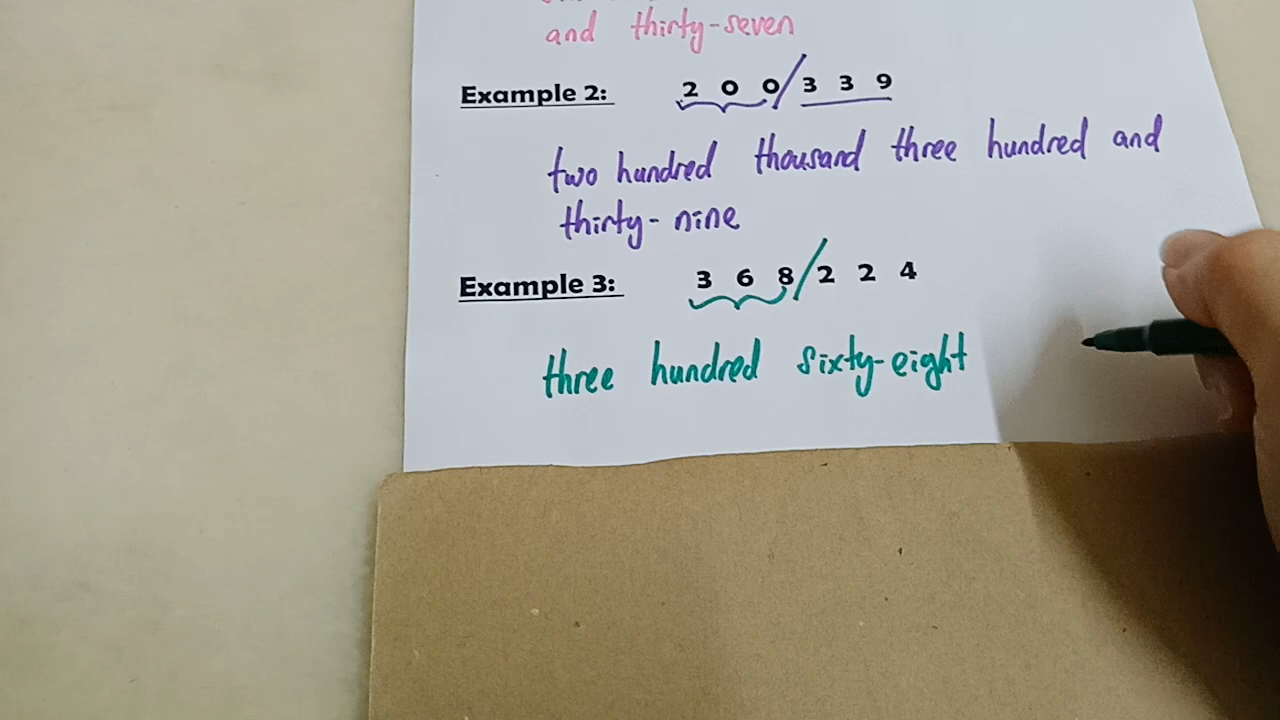 and thirty-seven
Example 2: 2 0 0/3 3 9
two hundred thousand three hundred and
thirty-nine
Example 3: 3 6 8/2 2 4
three hundred sixty-eight